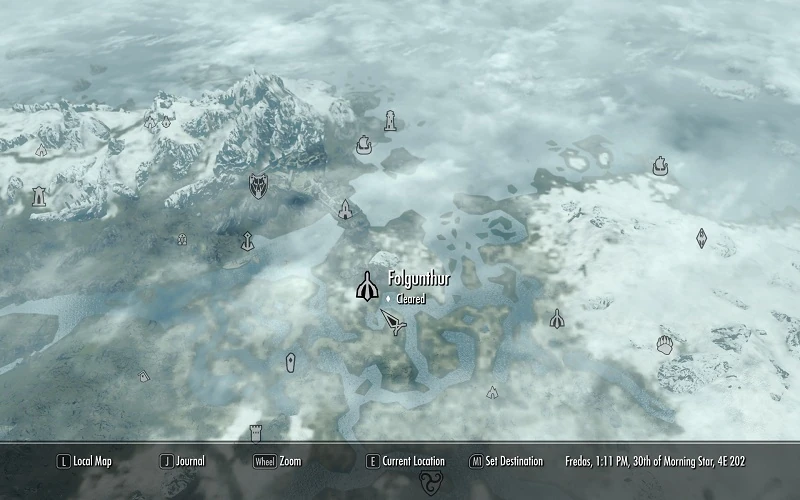 Folgunthur
Cleared
L Local Map J Journal Wheel Zoom E Current Location M1 Set Destination Fredas, 1:11 PM, 30th of Morning Star, 4E 202